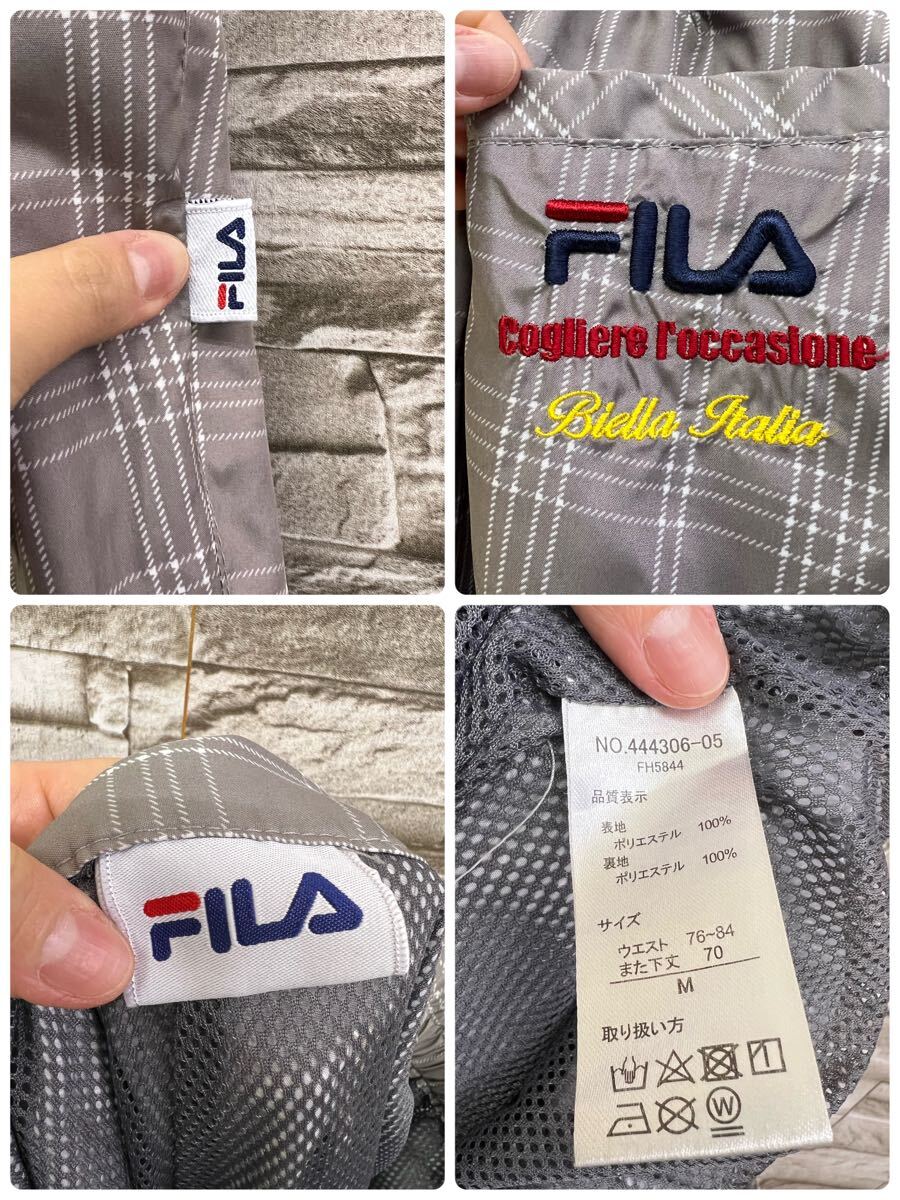 FILA
FILA
Cogliere l'occasione
Biella Italia
FILA
NO.444306-05
FH5844
品質表示
表地
ポリエステル 100%
裏地
ポリエステル 100%
サイズ
ウエスト 76~84
また下丈 70
M
取り扱い方
W